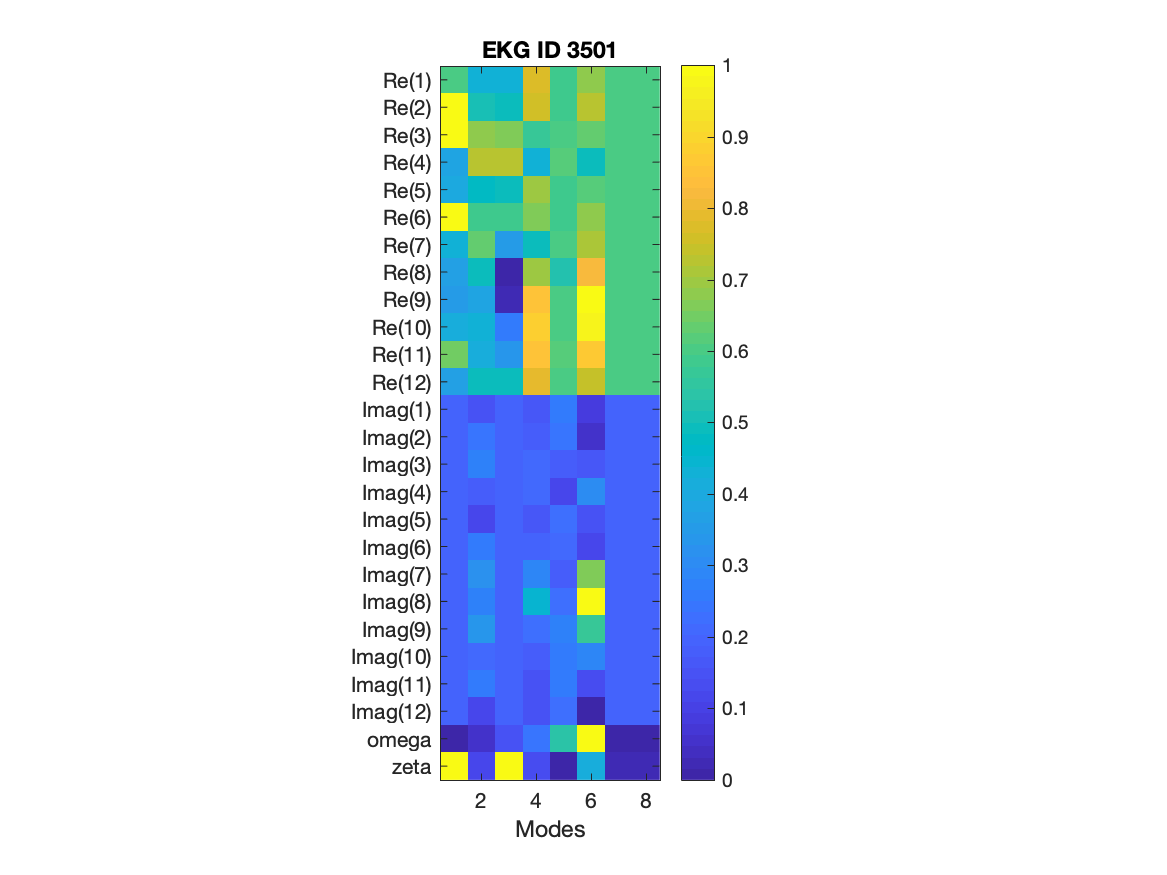 EKG ID 3501
Re(1)
Re(2)
Re(3)
Re(4)
Re(5)
Re(6)
Re(7)
Re(8)
Re(9)
Re(10)
Re(11)
Re(12)
Imag(1)
Imag(2)
Imag(3)
Imag(4)
Imag(5)
Imag(6)
Imag(7)
Imag(8)
Imag(9)
Imag(10)
Imag(11)
Imag(12)
omega
zeta
2 4 6 8
Modes
1
0.9
0.8
0.7
0.6
0.5
0.4
0.3
0.2
0.1
0